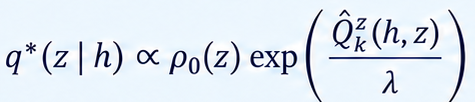 q*(z | h) ∝ ρ₀(z) exp( Q̂ₖᶻ(h, z) / λ )